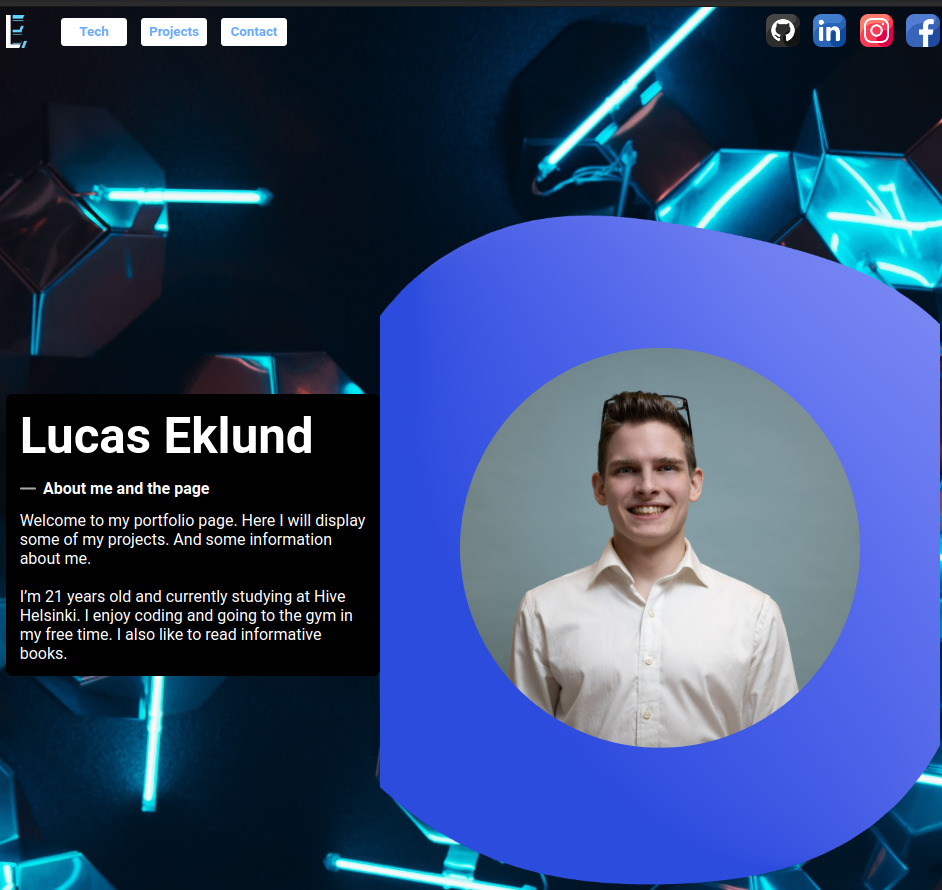 Tech
Projects
Contact
in
Lucas Eklund
About me and the page
Welcome to my portfolio page. Here I will display
some of my projects. And some information
about me.
I’m 21 years old and currently studying at Hive
Helsinki. I enjoy coding and going to the gym in
my free time. I also like to read informative
books.